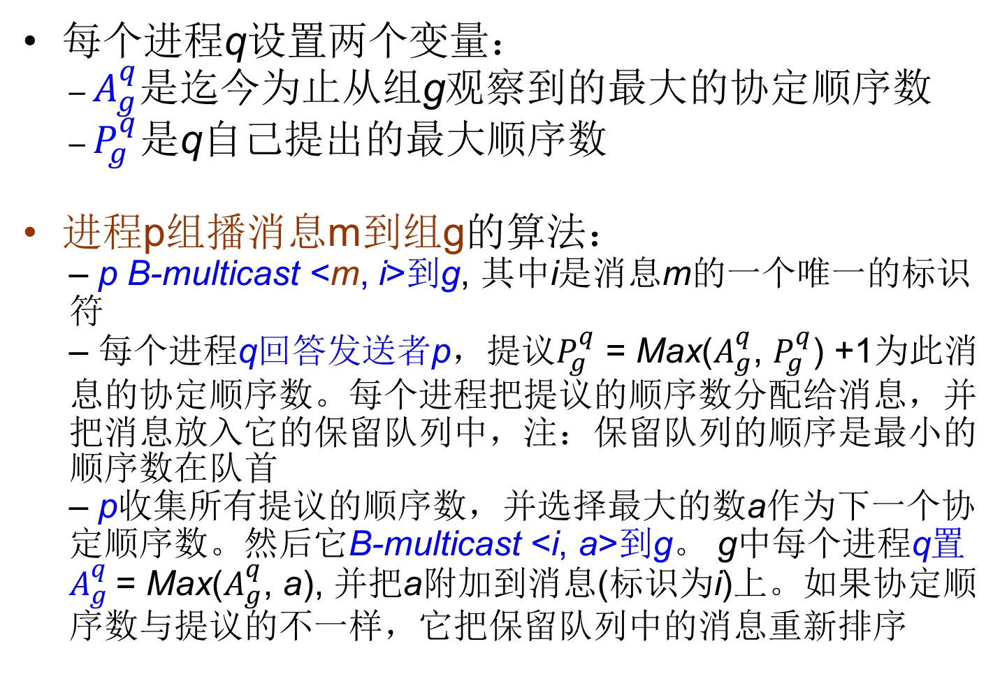 • 每个进程q设置两个变量：
– A_g^q是迄今为止从组g观察到的最大的协定顺序数
– P_g^q是q自己提出的最大顺序数
• 进程p组播消息m到组g的算法：
– p B-multicast <m, i>到g, 其中i是消息m的一个唯一的标识
符
– 每个进程q回答发送者p，提议P_g^q = Max(A_g^q, P_g^q) +1为此消
息的协定顺序数。每个进程把提议的顺序数分配给消息，并
把消息放入它的保留队列中，注：保留队列的顺序是最小的
顺序数在队首
– p收集所有提议的顺序数，并选择最大的数a作为下一个协
定顺序数。然后它B-multicast <i, a>到g。 g中每个进程q置
A_g^q = Max(A_g^q, a), 并把a附加到消息(标识为i)上。如果协定顺
序数与提议的不一样，它把保留队列中的消息重新排序